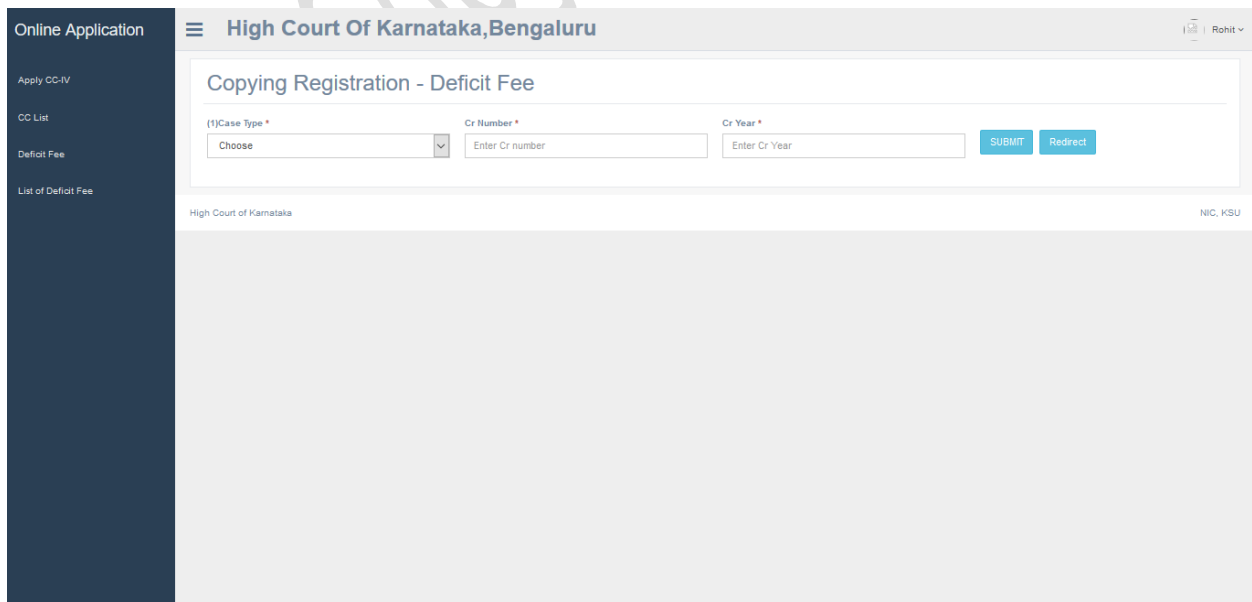 Online Application
High Court Of Karnataka,Bengaluru
Rohit
Apply CC-IV
CC List
Deficit Fee
List of Deficit Fee
Copying Registration - Deficit Fee
(1)Case Type * Cr Number * Cr Year *
Choose Enter Cr number Enter Cr Year SUBMIT Redirect
High Court of Karnataka NIC, KSU